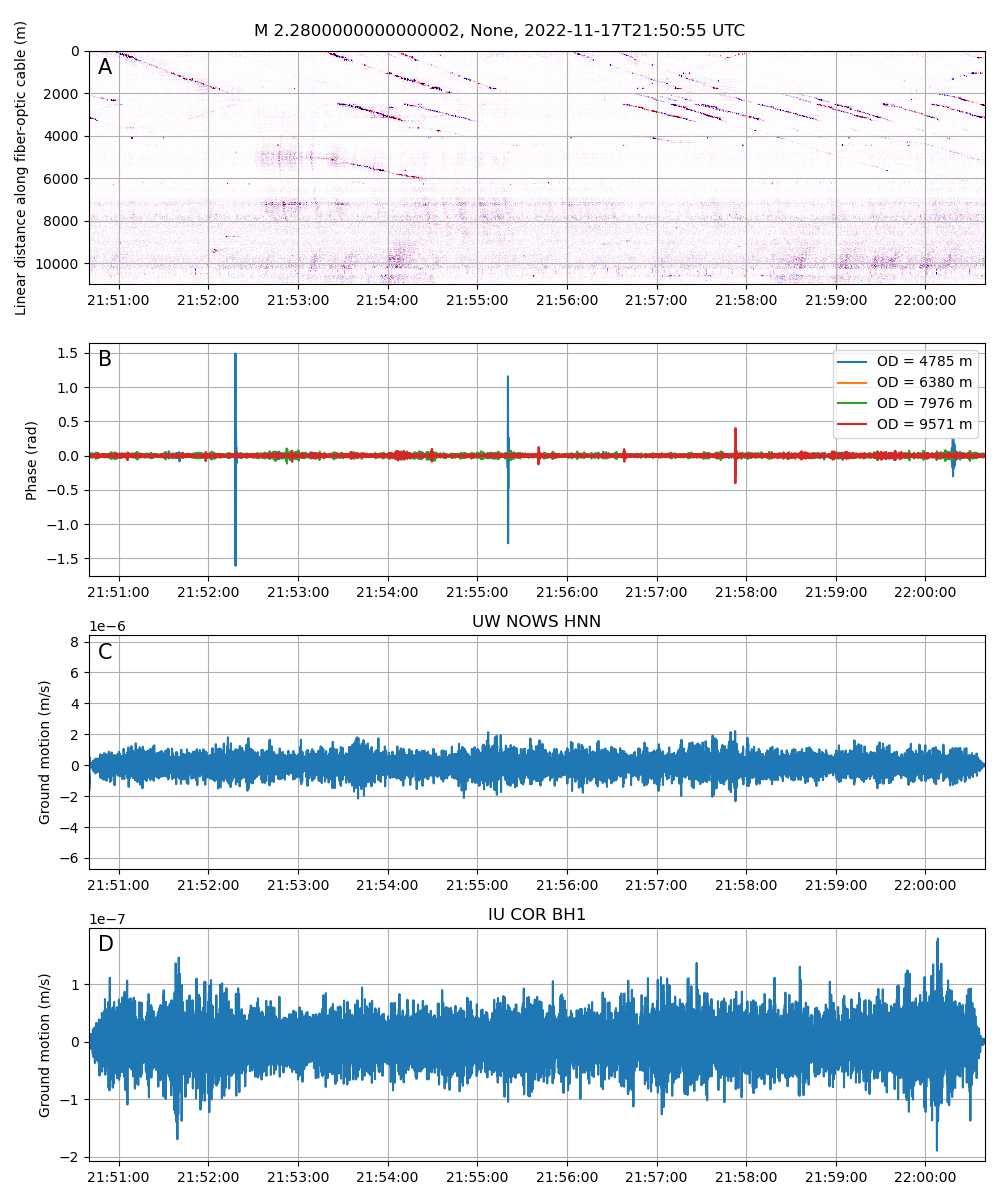 M 2.2800000000000002, None, 2022-11-17T21:50:55 UTC
A
Linear distance along fiber-optic cable (m)
0
2000
4000
6000
8000
10000
21:51:00 21:52:00 21:53:00 21:54:00 21:55:00 21:56:00 21:57:00 21:58:00 21:59:00 22:00:00
B
Phase (rad)
1.5
1.0
0.5
0.0
−0.5
−1.0
−1.5
OD = 4785 m
OD = 6380 m
OD = 7976 m
OD = 9571 m
21:51:00 21:52:00 21:53:00 21:54:00 21:55:00 21:56:00 21:57:00 21:58:00 21:59:00 22:00:00
UW NOWS HNN
1e−6
C
Ground motion (m/s)
8
6
4
2
0
−2
−4
−6
21:51:00 21:52:00 21:53:00 21:54:00 21:55:00 21:56:00 21:57:00 21:58:00 21:59:00 22:00:00
IU COR BH1
1e−7
D
Ground motion (m/s)
1
0
−1
−2
21:51:00 21:52:00 21:53:00 21:54:00 21:55:00 21:56:00 21:57:00 21:58:00 21:59:00 22:00:00